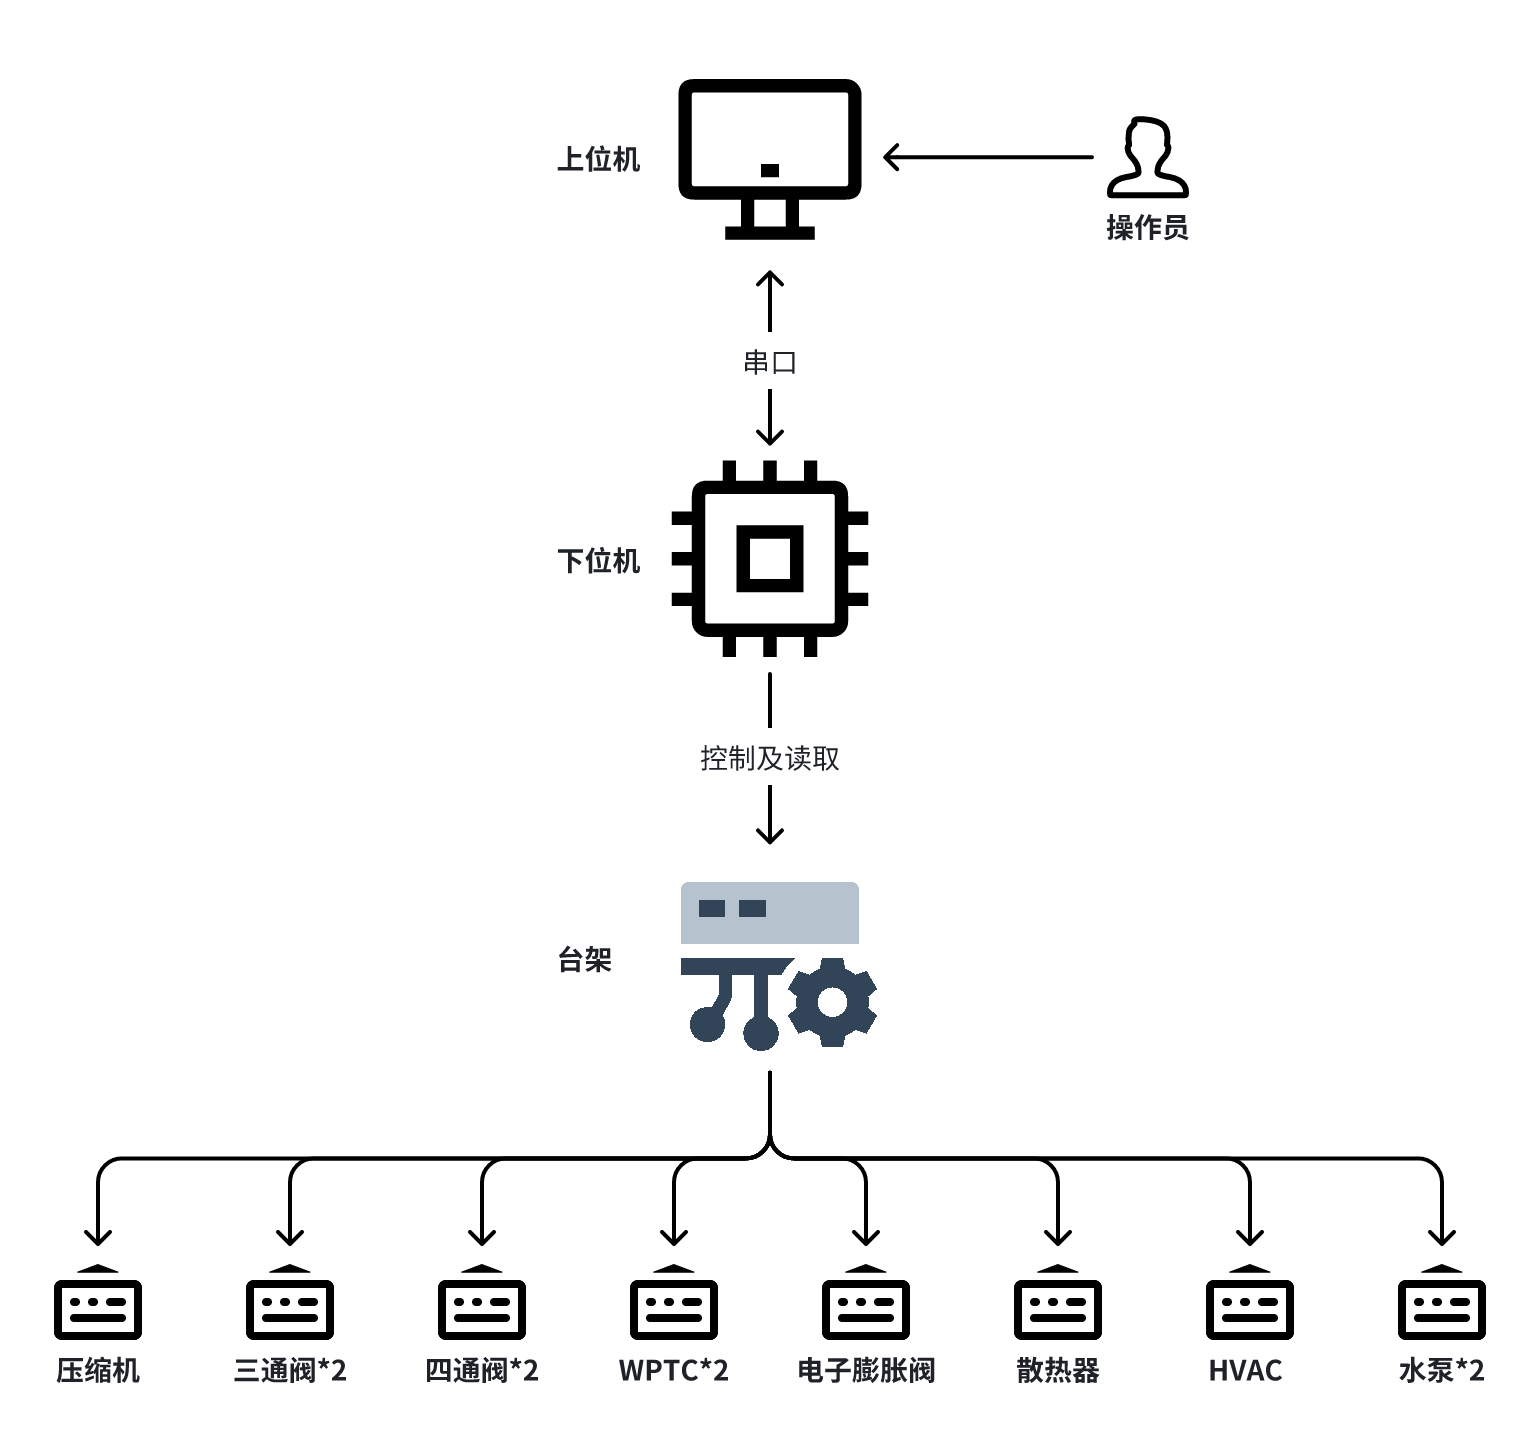 上位机
操作员
串口
下位机
控制及读取
台架
压缩机
三通阀*2
四通阀*2
WPTC*2
电子膨胀阀
散热器
HVAC
水泵*2